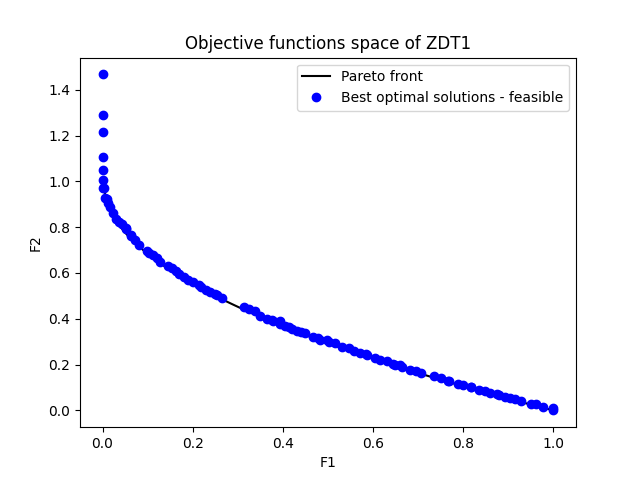 Objective functions space of ZDT1
Pareto front
Best optimal solutions - feasible
1.4
1.2
1.0
0.8
0.6
0.4
0.2
0.0
F2
0.0 0.2 0.4 0.6 0.8 1.0
F1